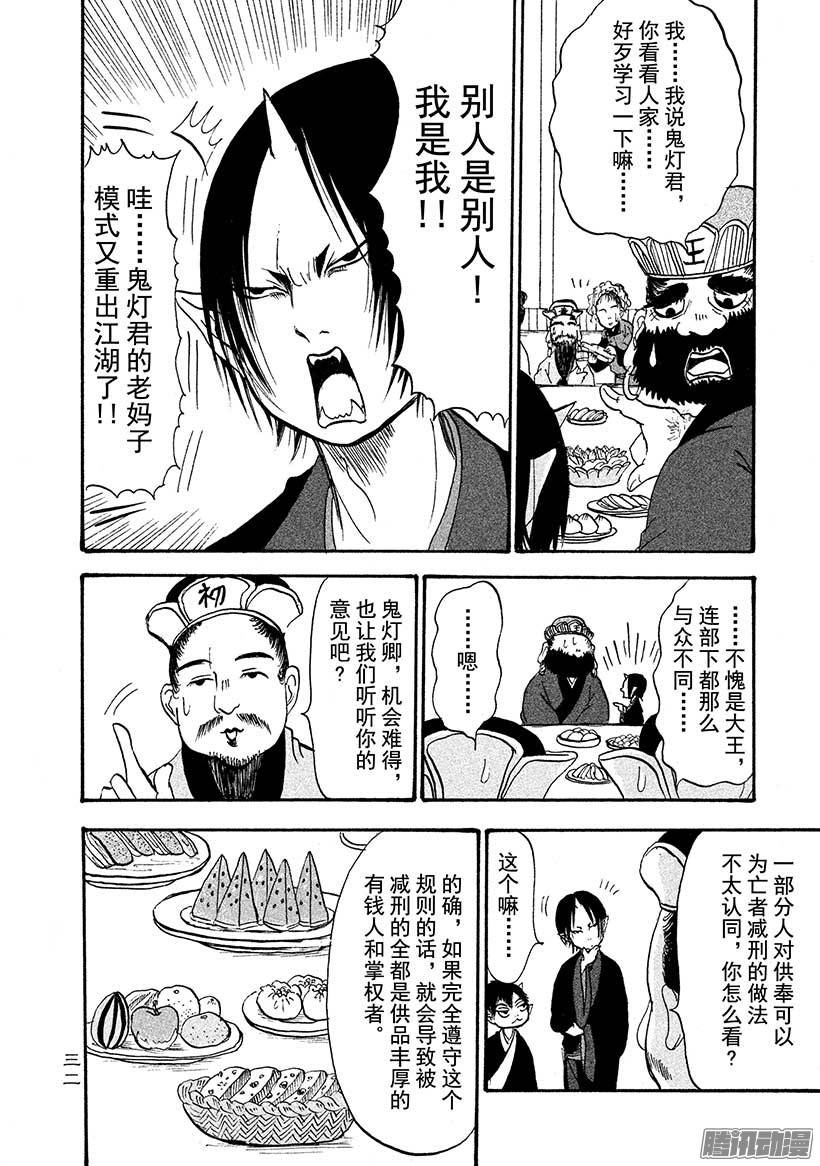 我……我说鬼灯君，
你看看人家……
好歹学习一下嘛……
王
别人是别人！
我是我！！
哇……鬼灯君的老妈子
模式又重出江湖了！！
……不愧是大王，
连部下都那么
与众不同……
……嗯……
王
鬼灯卿，机会难得，
也让我们听听你的
意见吧？
初
一部分人对供奉可以
为亡者减刑的做法
不太认同，你怎么看？
这个嘛……
的确，如果完全遵守这个
规则的话，就会导致被
减刑的全都是供品丰厚的
有钱人和掌权者。
三二
腾讯动漫